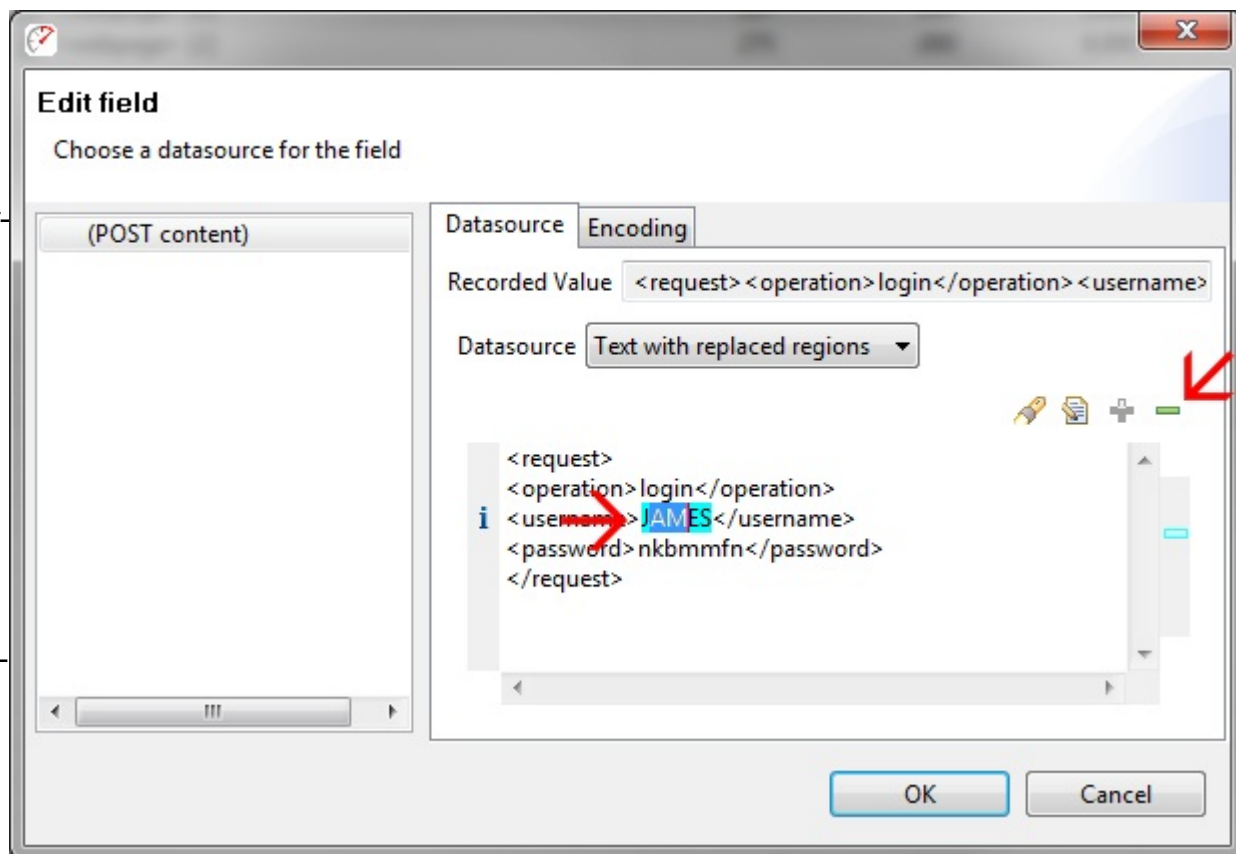 Edit field
Choose a datasource for the field
(POST content)
Datasource
Encoding
Recorded Value <request><operation>login</operation><username>
Datasource Text with replaced regions
<request>
<operation>login</operation>
<username>JAMES</username>
<password>nkbmmfn</password>
</request>
OK
Cancel